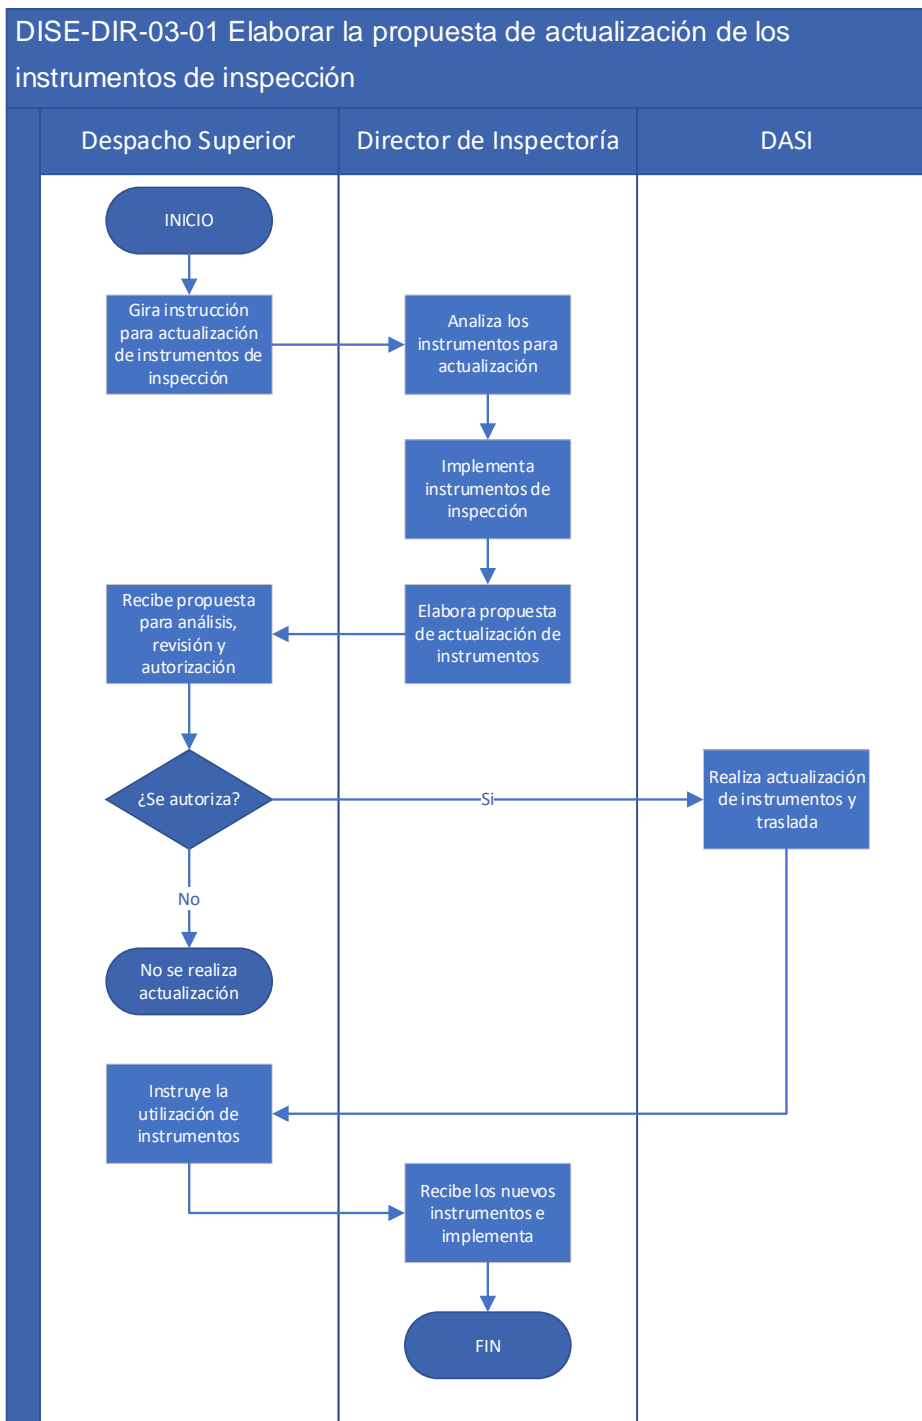 DISE-DIR-03-01 Elaborar la propuesta de actualización de los
instrumentos de inspección
Despacho Superior
Director de Inspectoría
DASI
INICIO
Gira instrucción
para actualización
de instrumentos de
inspección
Analiza los
instrumentos para
actualización
Implementa
instrumentos de
inspección
Elabora propuesta
de actualización de
instrumentos
Recibe propuesta
para análisis,
revisión y
autorización
¿Se autoriza?
Si
Realiza actualización
de instrumentos y
traslada
No
No se realiza
actualización
Instruye la
utilización de
instrumentos
Recibe los nuevos
instrumentos e
implementa
FIN